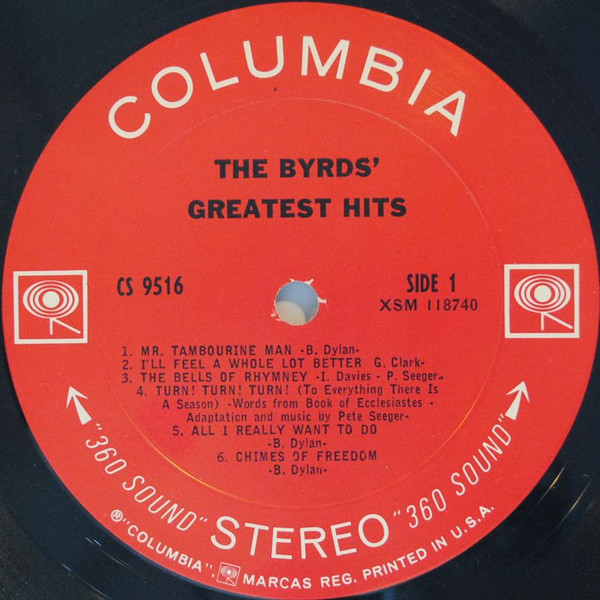 COLUMBIA
THE BYRDS'
GREATEST HITS
CS 9516
SIDE 1
XSM 118740
1. MR. TAMBOURINE MAN -B. Dylan-
2. I'LL FEEL A WHOLE LOT BETTER G. Clark-
3. THE BELLS OF RHYMNEY -I. Davies - P. Seeger-
4. TURN! TURN! TURN! (To Everything There Is
A Season) -Words from Book of Ecclesiastes -
Adaptation and music by Pete Seeger-
5. ALL I REALLY WANT TO DO
-B. Dylan-
6. CHIMES OF FREEDOM
-B. Dylan-
"360 SOUND" STEREO "360 SOUND"
®"COLUMBIA", MARCAS REG. PRINTED IN U.S.A.